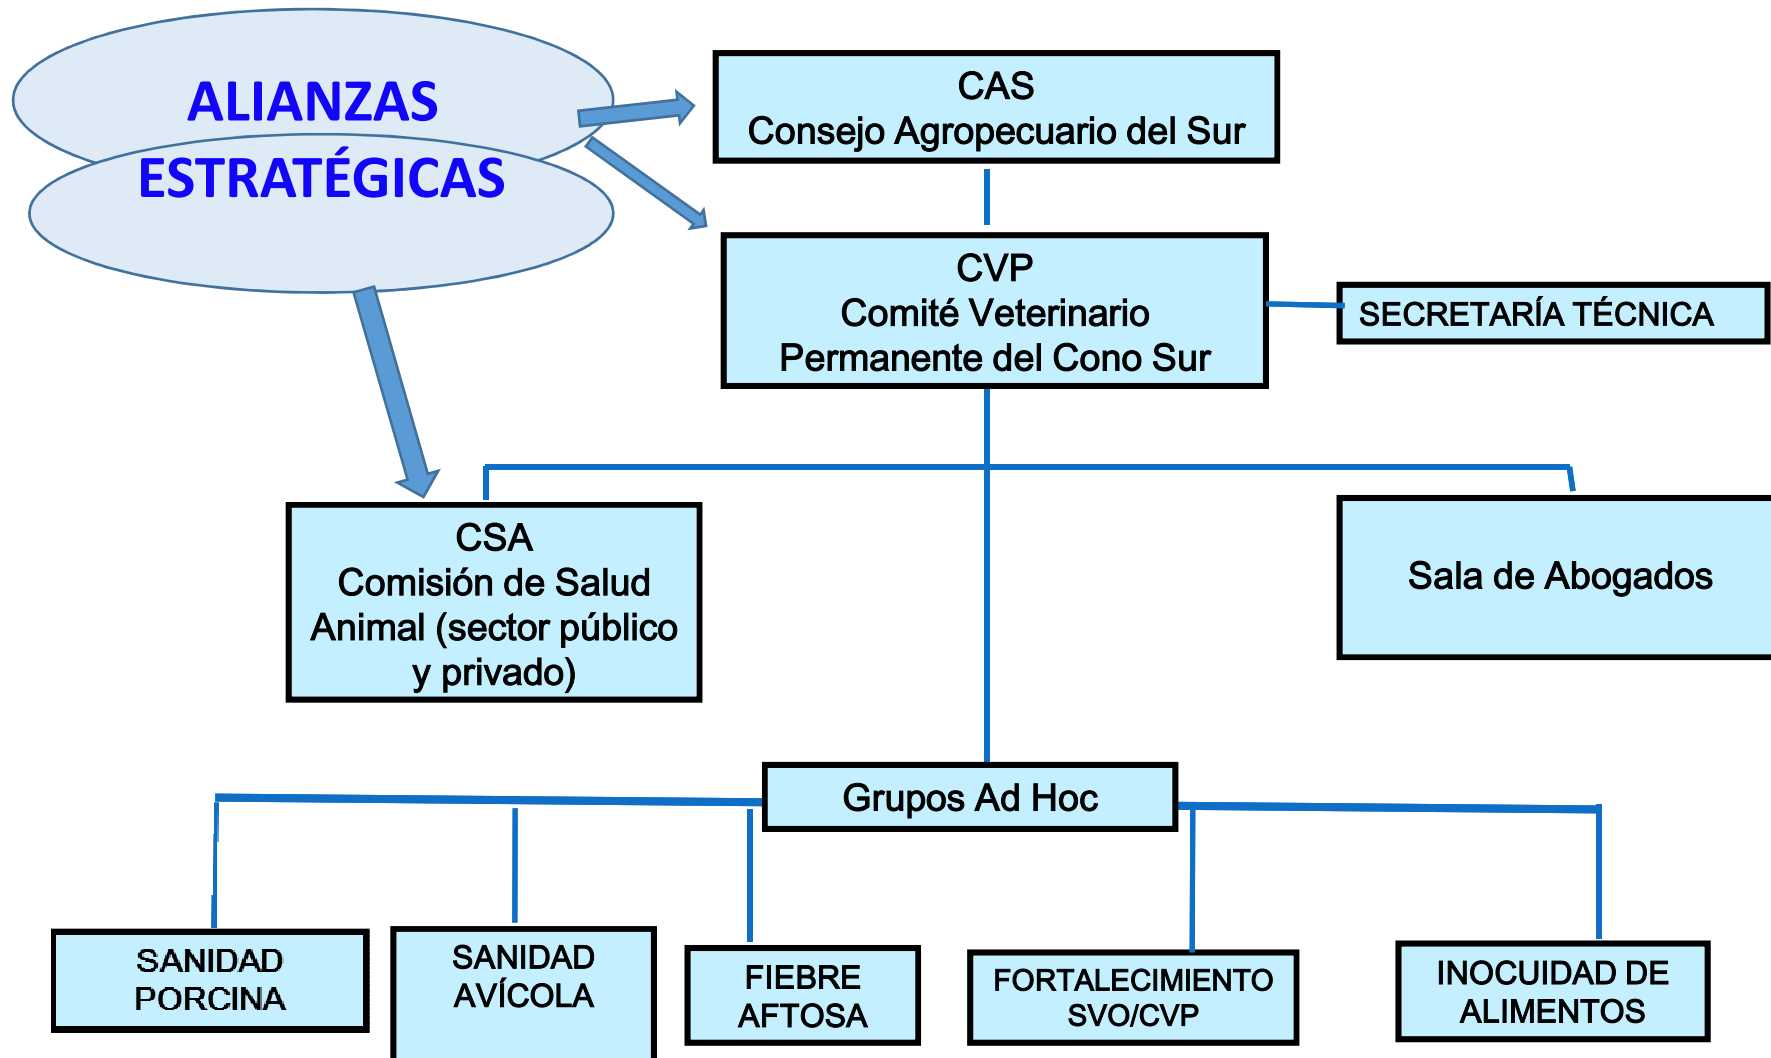 ALIANZAS
ESTRATÉGICAS
CAS
Consejo Agropecuario del Sur
CVP
Comité Veterinario
Permanente del Cono Sur
SECRETARÍA TÉCNICA
CSA
Comisión de Salud
Animal (sector público
y privado)
Sala de Abogados
Grupos Ad Hoc
SANIDAD
PORCINA
SANIDAD
AVÍCOLA
FIEBRE
AFTOSA
FORTALECIMIENTO
SVO/CVP
INOCUIDAD DE
ALIMENTOS